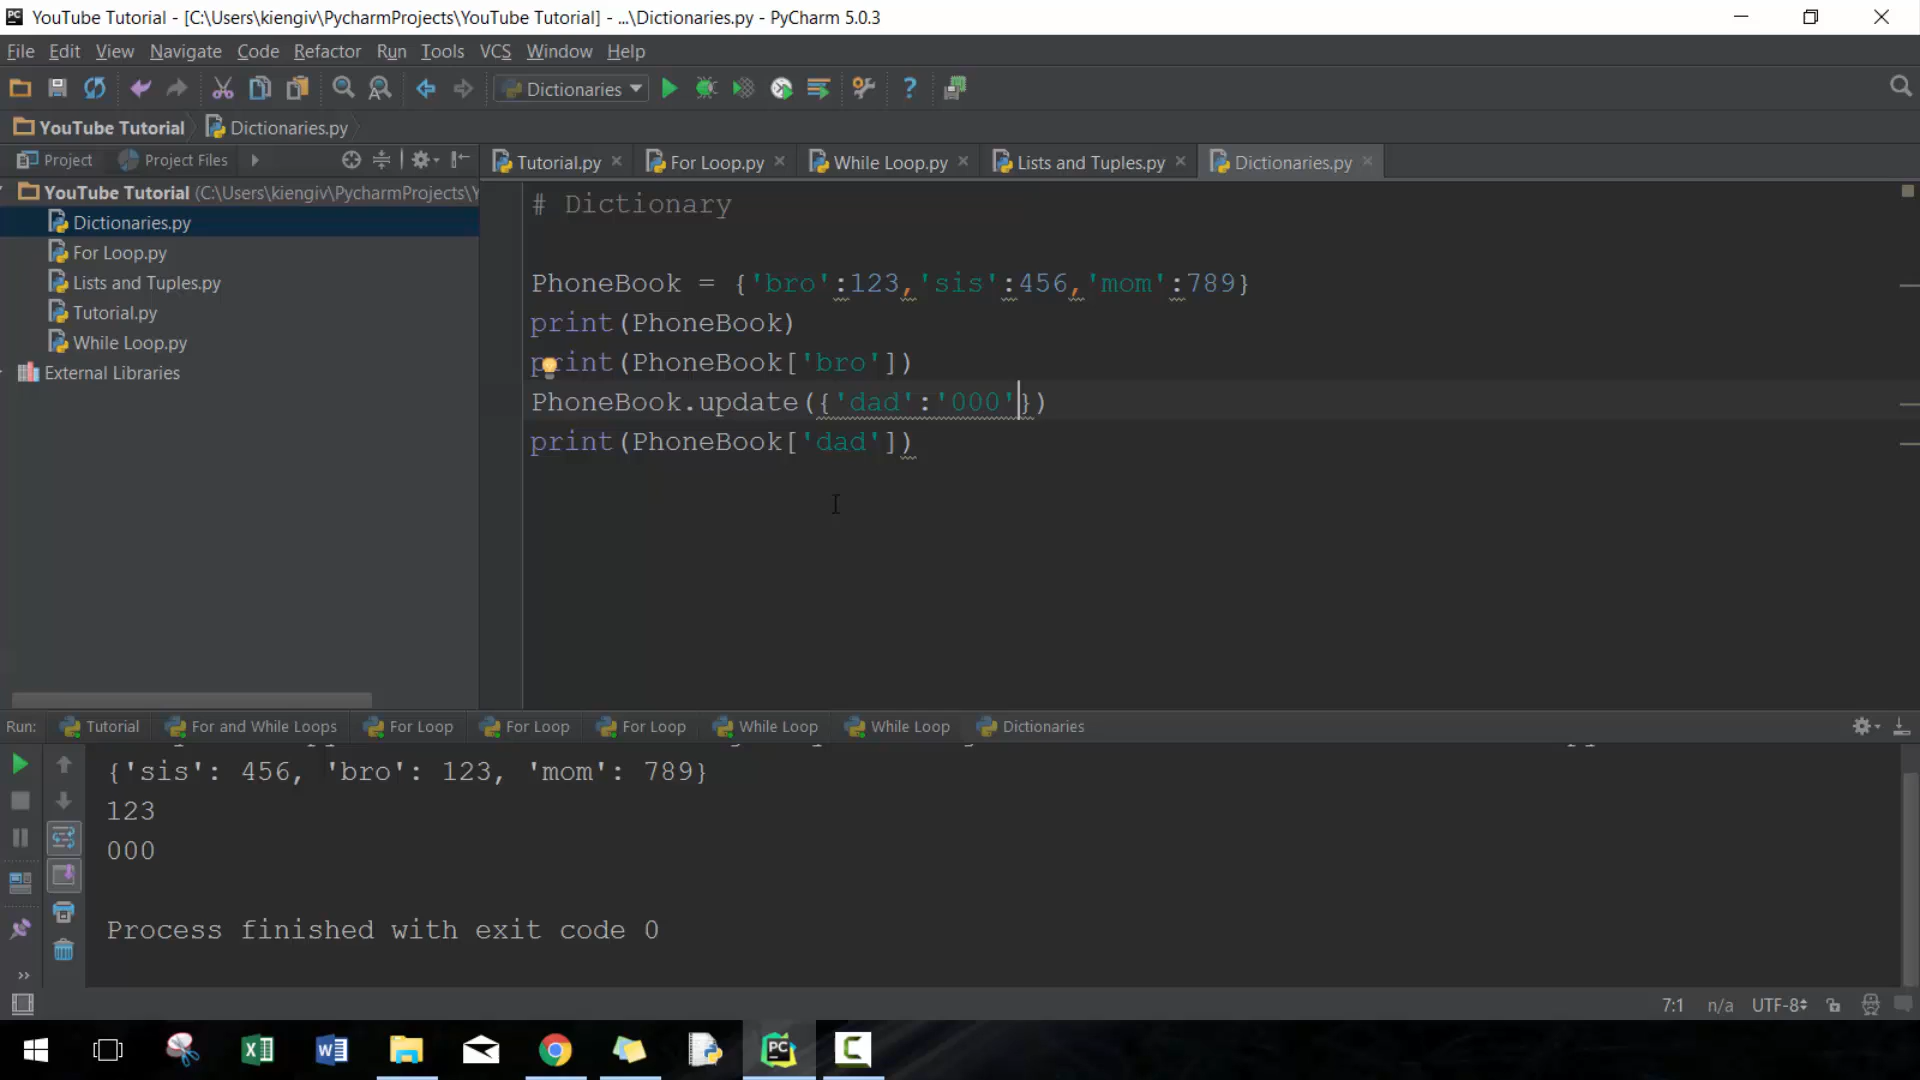 YouTube Tutorial - [C:\Users\kiengiv\PycharmProjects\YouTube Tutorial] - ...\Dictionaries.py - PyCharm 5.0.3
File Edit View Navigate Code Refactor Run Tools VCS Window Help
Dictionaries
YouTube Tutorial Dictionaries.py
Project Project Files
Tutorial.py For Loop.py While Loop.py Lists and Tuples.py Dictionaries.py
YouTube Tutorial (C:\Users\kiengiv\PycharmProjects\Y
Dictionaries.py
For Loop.py
Lists and Tuples.py
Tutorial.py
While Loop.py
External Libraries
# Dictionary
PhoneBook = {'bro':123,'sis':456,'mom':789}
print(PhoneBook)
print(PhoneBook['bro'])
PhoneBook.update({'dad':'000'})
print(PhoneBook['dad'])
Run: Tutorial For and While Loops For Loop For Loop For Loop While Loop While Loop Dictionaries
{'sis': 456, 'bro': 123, 'mom': 789}
123
000
Process finished with exit code 0
7:1 n/a UTF-8